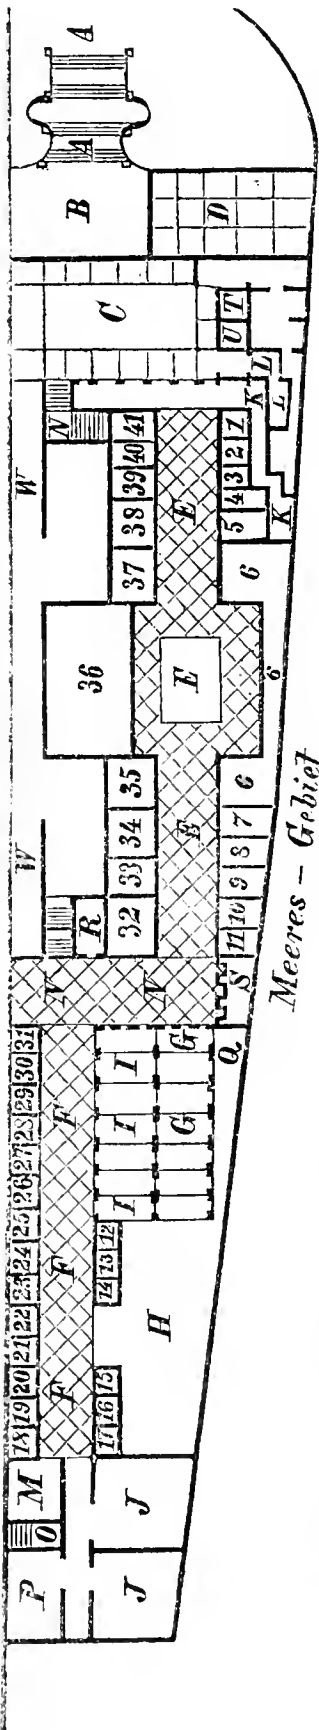 P O M 18 19 20 21 22 23 24 25 26 27 28 29 30 31 W W
F F F N N R 36 N C B A A
32 33 34 35 37 38 39 40 41
17 16 15 14 13 12 I I I E E E
J J H G G
S 11 10 9 8 7 6 6 6 5 4 3 2 1 U T D
Q K K L L
Meeres – Gebiet